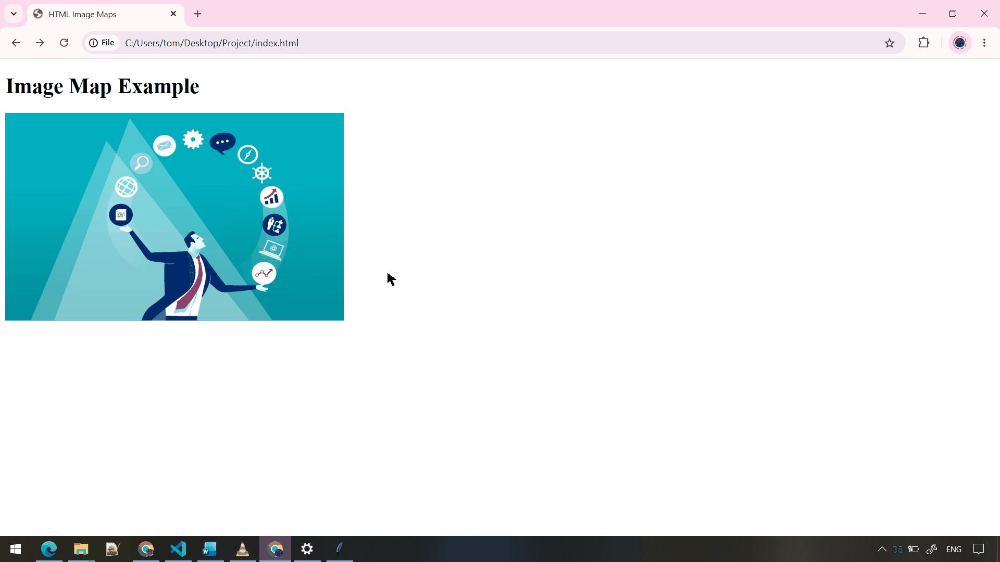 HTML Image Maps
File
C:/Users/tom/Desktop/Project/index.html
Image Map Example
@
W
38
ENG